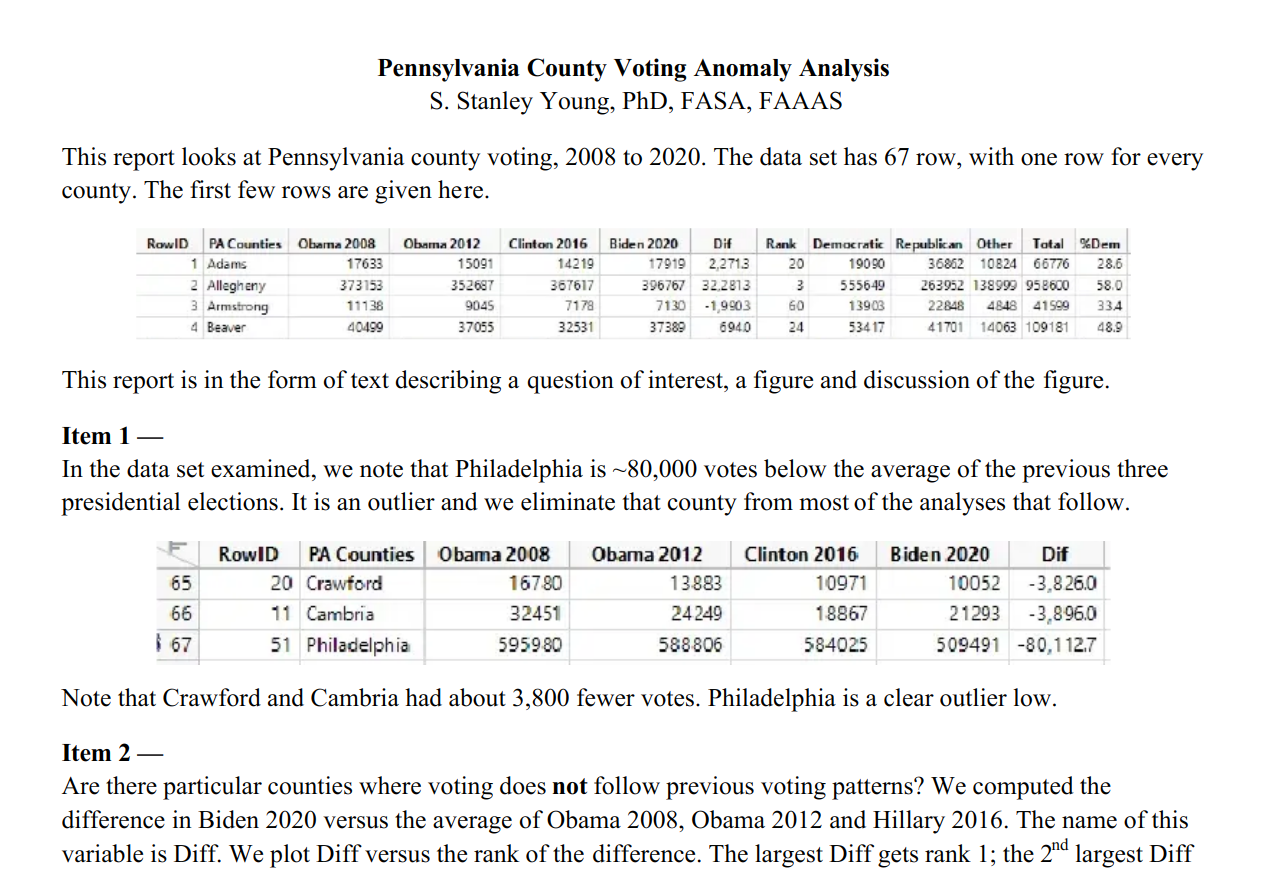 Pennsylvania County Voting Anomaly Analysis
S. Stanley Young, PhD, FASA, FAAAS
This report looks at Pennsylvania county voting, 2008 to 2020. The data set has 67 row, with one row for every
county. The first few rows are given here.
RowID PA Counties Obama 2008 Obama 2012 Clinton 2016 Biden 2020 Dif Rank Democratic Republican Other Total %Dem
1 Adams 17633 15091 14219 17919 2,271.3 20 19090 36862 10824 66776 28.6
2 Allegheny 373153 352687 367617 396767 32,281.3 3 555649 263952 138999 958600 58.0
3 Armstrong 11138 9045 7178 7130 -1,990.3 60 13903 22848 4848 41599 33.4
4 Beaver 40499 37055 32531 37389 694.0 24 53417 41701 14063 109181 48.9
This report is in the form of text describing a question of interest, a figure and discussion of the figure.
Item 1 —
In the data set examined, we note that Philadelphia is ~80,000 votes below the average of the previous three
presidential elections. It is an outlier and we eliminate that county from most of the analyses that follow.
RowID PA Counties Obama 2008 Obama 2012 Clinton 2016 Biden 2020 Dif
65 20 Crawford 16780 13883 10971 10052 -3,826.0
66 11 Cambria 32451 24249 18867 21293 -3,896.0
67 51 Philadelphia 595980 588806 584025 509491 -80,112.7
Note that Crawford and Cambria had about 3,800 fewer votes. Philadelphia is a clear outlier low.
Item 2 —
Are there particular counties where voting does not follow previous voting patterns? We computed the
difference in Biden 2020 versus the average of Obama 2008, Obama 2012 and Hillary 2016. The name of this
variable is Diff. We plot Diff versus the rank of the difference. The largest Diff gets rank 1; the 2nd largest Diff